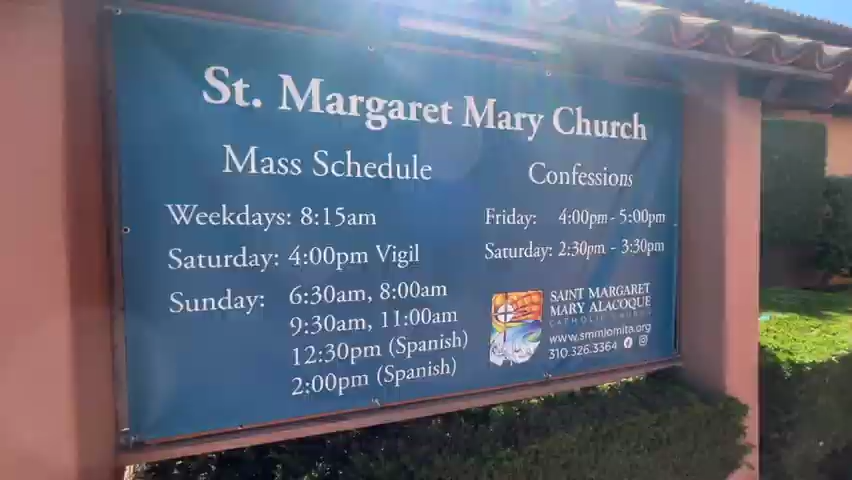 St. Margaret Mary Church
Mass Schedule
Weekdays: 8:15am
Saturday: 4:00pm Vigil
Sunday: 6:30am, 8:00am
9:30am, 11:00am
12:30pm (Spanish)
2:00pm (Spanish)
Confessions
Friday: 4:00pm - 5:00pm
Saturday: 2:30pm - 3:30pm
SAINT MARGARET
MARY ALACOQUE
CATHOLIC CHURCH
www.smmlomita.org
310.326.3364